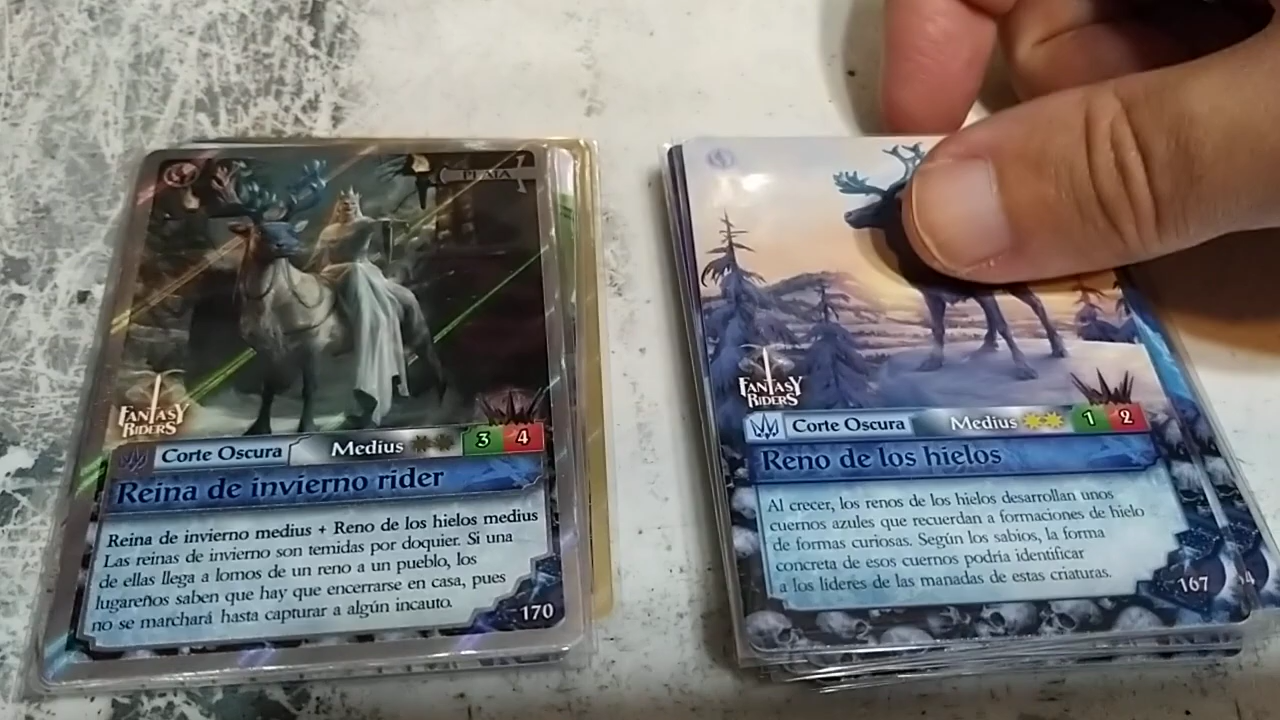 PLATA
FANTASY
RIDERS
Corte Oscura
Medius
3
4
Reina de invierno rider
Reina de invierno medius + Reno de los hielos medius
Las reinas de invierno son temidas por doquier. Si una
de ellas llega a lomos de un reno a un pueblo, los
lugareños saben que hay que encerrarse en casa, pues
no se marchará hasta capturar a algún incauto.
170
FANTASY
RIDERS
Corte Oscura
Medius
1
2
Reno de los hielos
Al crecer, los renos de los hielos desarrollan unos
cuernos azules que recuerdan a formaciones de hielo
de formas curiosas. Según los sabios, la forma
concreta de esos cuernos podría identificar
a los líderes de las manadas de estas criaturas.
167